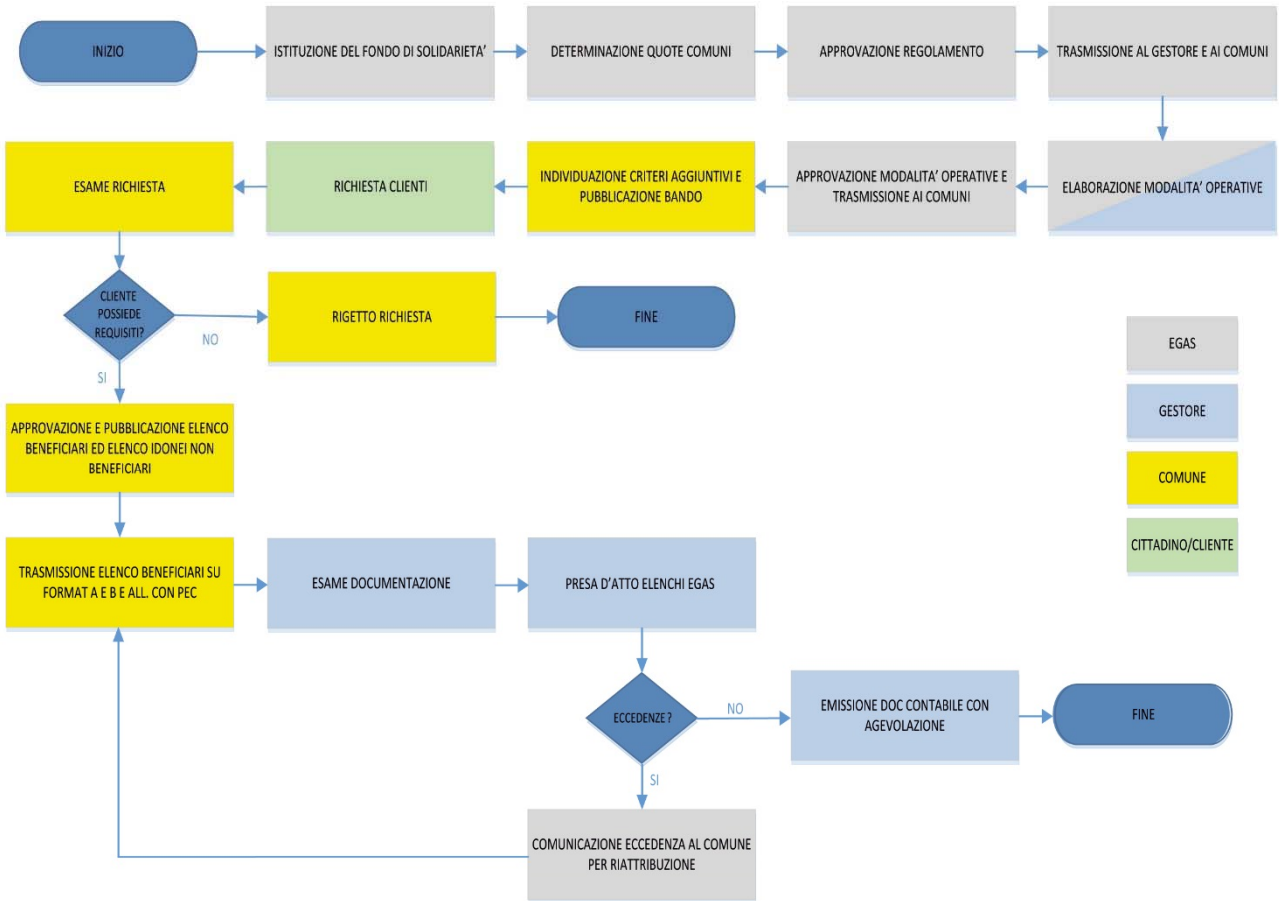 INIZIO
ISTITUZIONE DEL FONDO DI SOLIDARIETA'
DETERMINAZIONE QUOTE COMUNI
APPROVAZIONE REGOLAMENTO
TRASMISSIONE AL GESTORE E AI COMUNI
ELABORAZIONE MODALITA' OPERATIVE
APPROVAZIONE MODALITA' OPERATIVE E
TRASMISSIONE AI COMUNI
INDIVIDUAZIONE CRITERI AGGIUNTIVI E
PUBBLICAZIONE BANDO
RICHIESTA CLIENTI
ESAME RICHIESTA
CLIENTE
POSSIEDE
REQUISITI?
NO
RIGETTO RICHIESTA
FINE
SI
APPROVAZIONE E PUBBLICAZIONE ELENCO
BENEFICIARI ED ELENCO IDONEI NON
BENEFICIARI
TRASMISSIONE ELENCO BENEFICIARI SU
FORMAT A E B E ALL. CON PEC
ESAME DOCUMENTAZIONE
PRESA D'ATTO ELENCHI EGAS
ECCEDENZE ?
NO
EMISSIONE DOC CONTABILE CON
AGEVOLAZIONE
FINE
SI
COMUNICAZIONE ECCEDENZA AL COMUNE
PER RIATTRIBUZIONE
EGAS
GESTORE
COMUNE
CITTADINO/CLIENTE